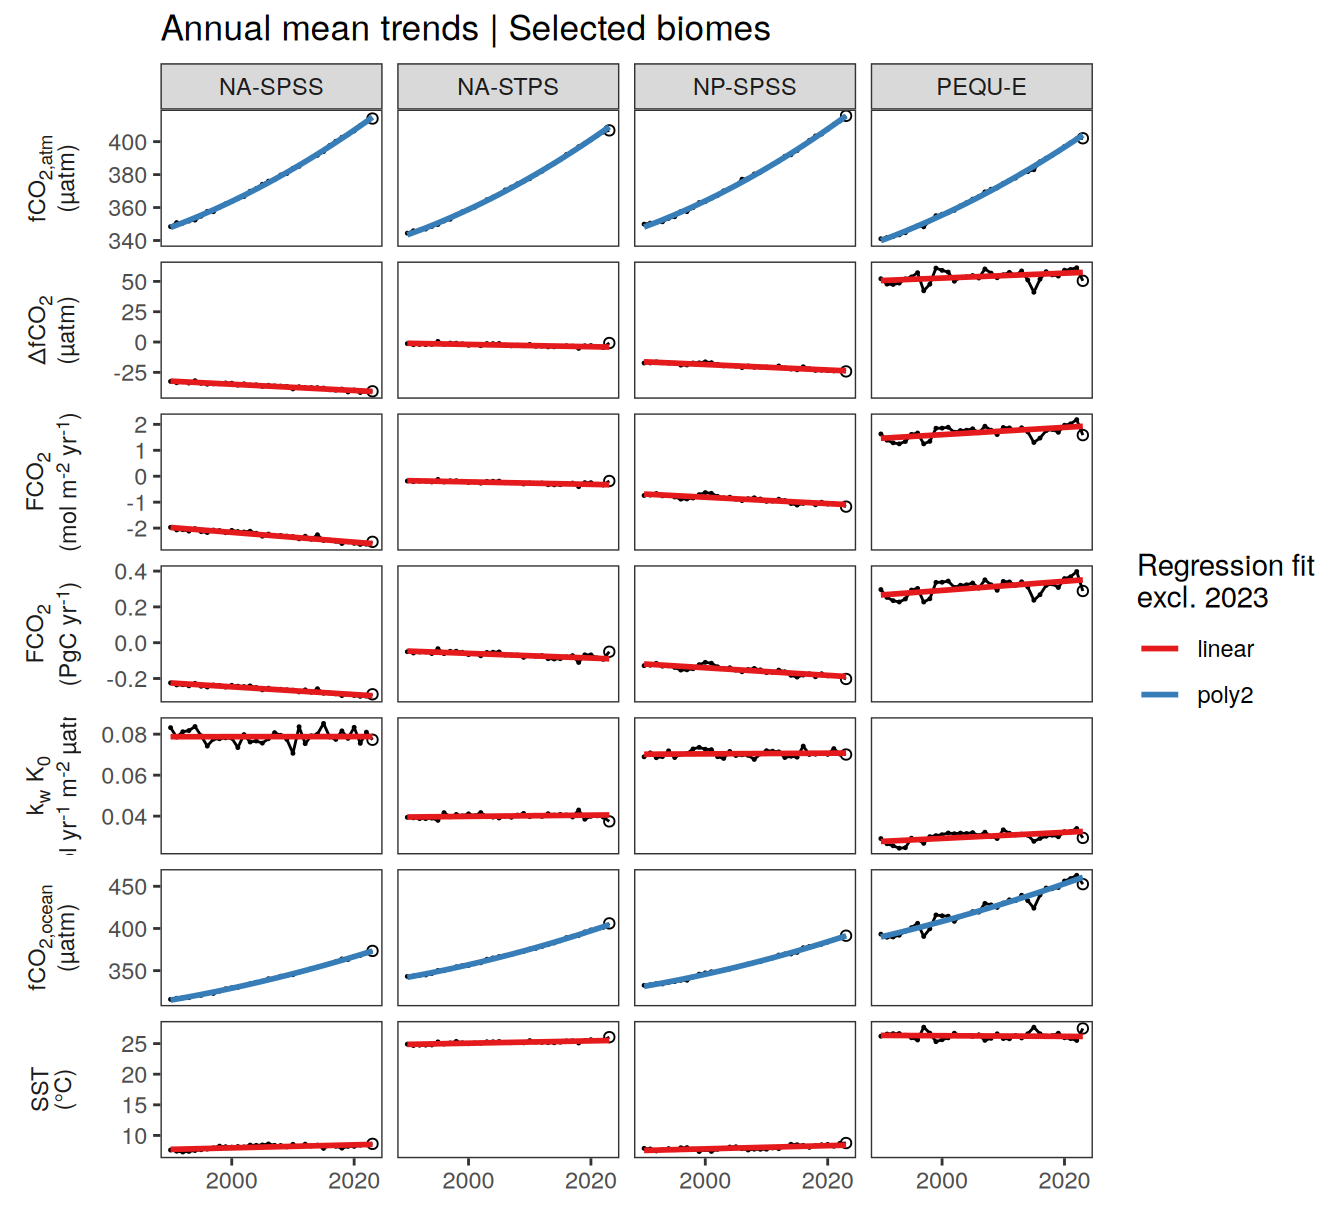 Annual mean trends | Selected biomes
NA-SPSS NA-STPS NP-SPSS PEQU-E
fCO2,atm
(µatm)
400
380
360
340
ΔfCO2
(µatm)
50
25
0
-25
FCO2
(mol m-2 yr-1)
2
1
0
-1
-2
FCO2
(PgC yr-1)
0.4
0.2
0.0
-0.2
kw K0
l yr-1 m-2 µatm
0.08
0.06
0.04
fCO2,ocean
(µatm)
450
400
350
SST
(°C)
25
20
15
10
2000 2020 2000 2020 2000 2020 2000 2020
Regression fit
excl. 2023
linear
poly2